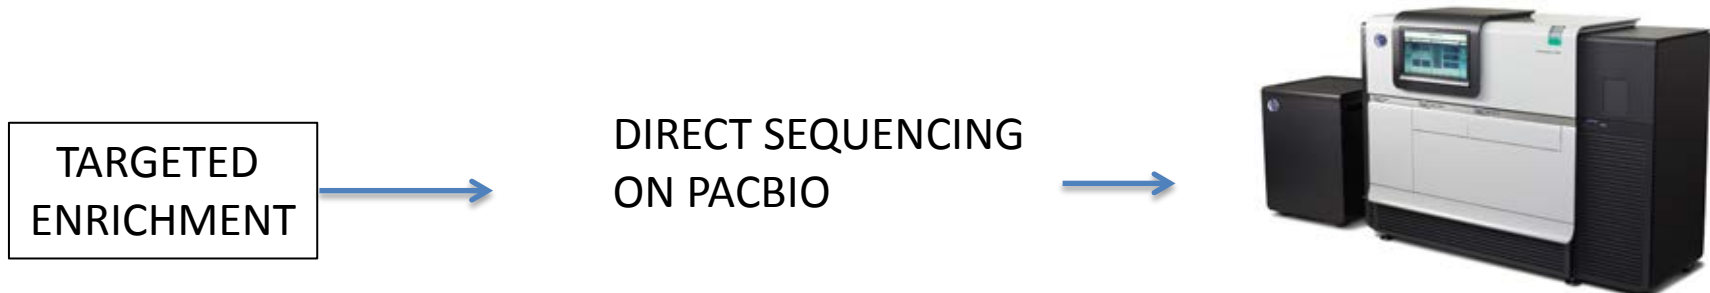 TARGETED
ENRICHMENT
DIRECT SEQUENCING
ON PACBIO